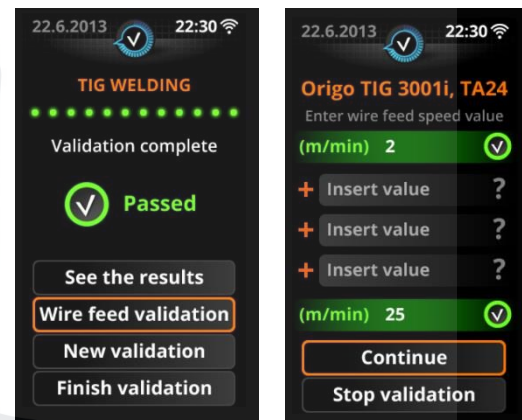 22.6.2013 22:30
TIG WELDING
Validation complete
Passed
See the results
Wire feed validation
New validation
Finish validation
22.6.2013 22:30
Origo TIG 3001i, TA24
Enter wire feed speed value
(m/min) 2
+ Insert value ?
+ Insert value ?
+ Insert value ?
(m/min) 25
Continue
Stop validation